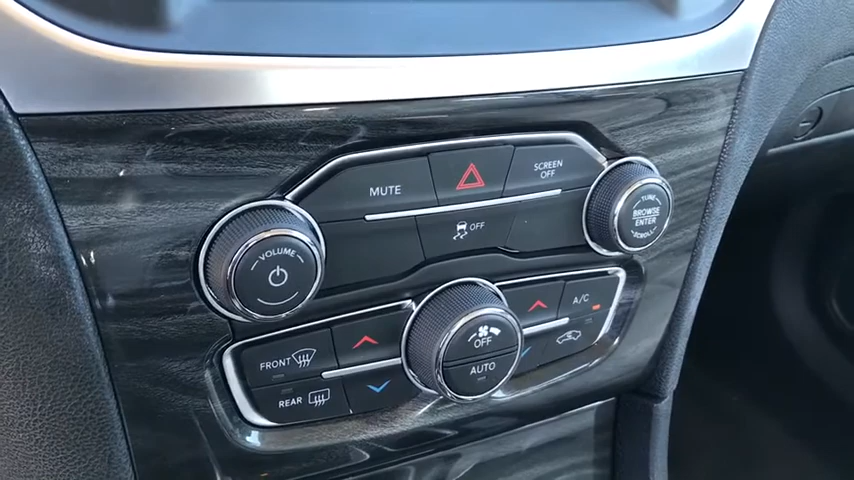 MUTE
SCREEN
OFF
OFF
VOLUME
TUNE
BROWSE
ENTER
SCROLL
FRONT
REAR
OFF
AUTO
A/C